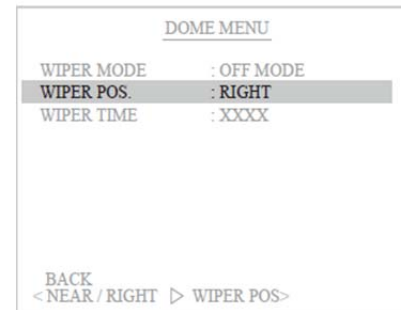 DOME MENU
WIPER MODE : OFF MODE
WIPER POS. : RIGHT
WIPER TIME : XXXX
BACK
< NEAR / RIGHT ▷ WIPER POS>